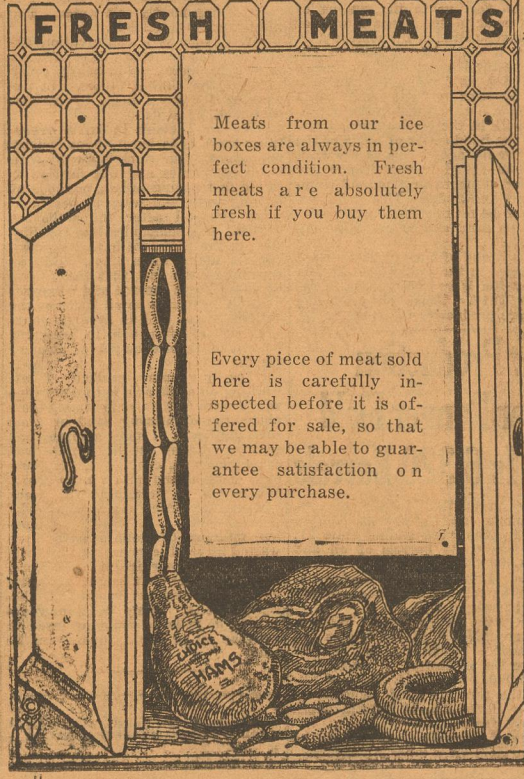 FRESH MEATS
Meats from our ice
boxes are always in per-
fect condition. Fresh
meats are absolutely
fresh if you buy them
here.
Every piece of meat sold
here is carefully in-
spected before it is of-
fered for sale, so that
we may be able to guar-
antee satisfaction on
every purchase.
CHOICE
HAMS